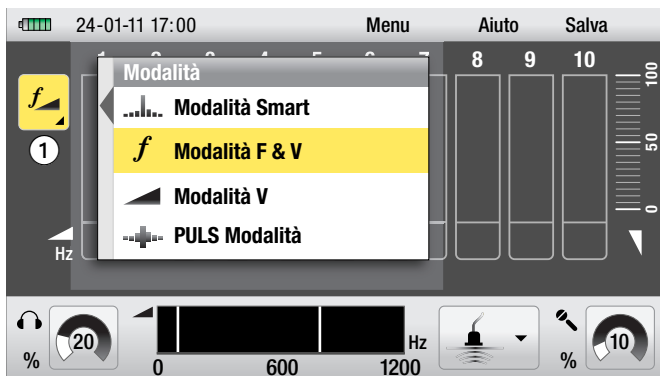 24-01-11 17:00 Menu Aiuto Salva
8 9 10
Modalità
100
f
Modalità Smart
1
f Modalità F & V
50
Modalità V
0
PULS Modalità
Hz
20
%
Hz
0 600 1200
10
%